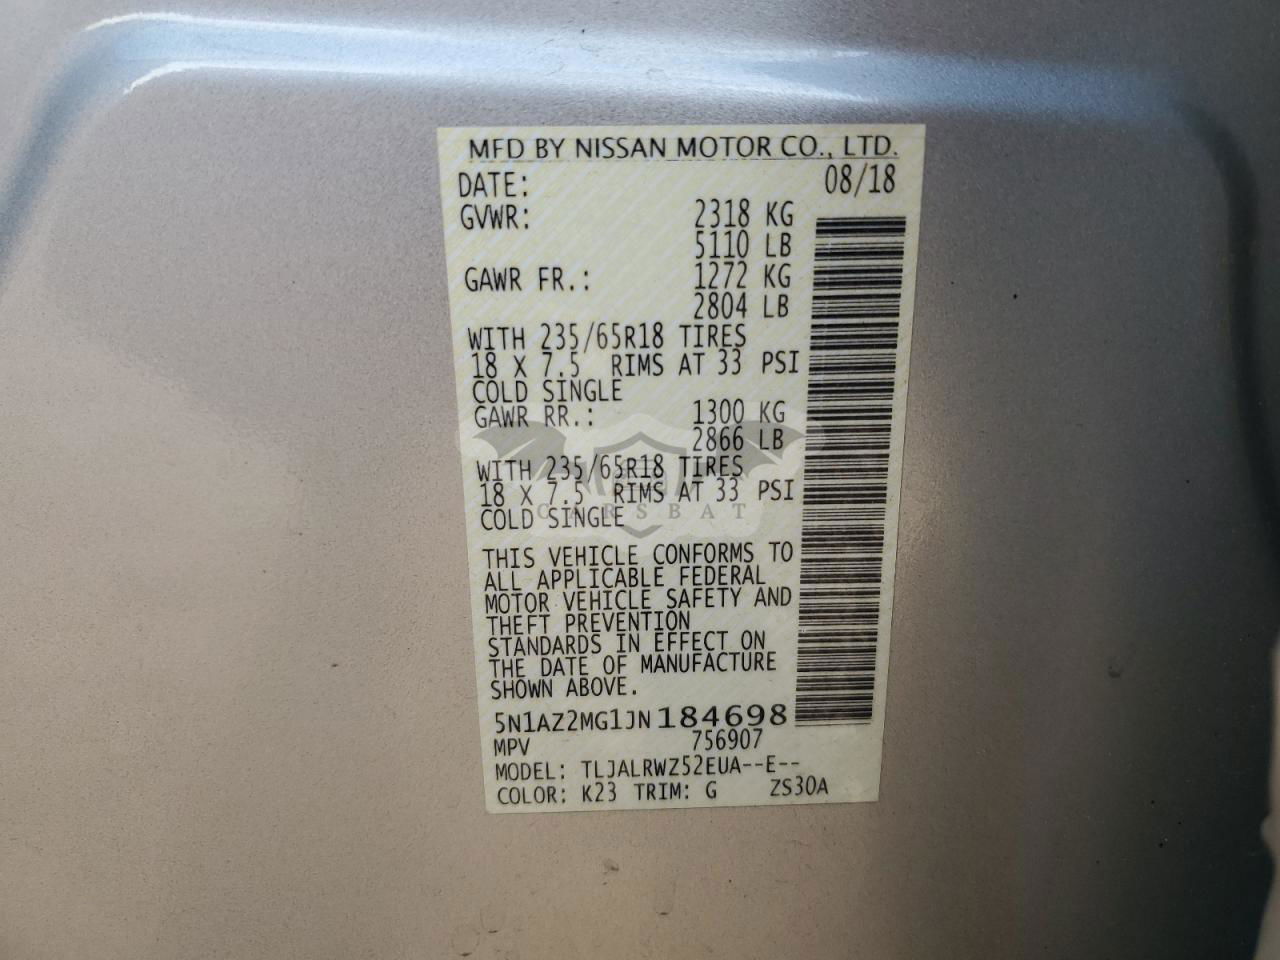 MFD BY NISSAN MOTOR CO., LTD.
DATE: 08/18
GVWR: 2318 KG
5110 LB
GAWR FR.: 1272 KG
2804 LB
WITH 235/65R18 TIRES
18 X 7.5 RIMS AT 33 PSI
COLD SINGLE
GAWR RR.: 1300 KG
2866 LB
WITH 235/65R18 TIRES
18 X 7.5 RIMS AT 33 PSI
CARSBAT
COLD SINGLE
THIS VEHICLE CONFORMS TO
ALL APPLICABLE FEDERAL
MOTOR VEHICLE SAFETY AND
THEFT PREVENTION
STANDARDS IN EFFECT ON
THE DATE OF MANUFACTURE
SHOWN ABOVE.
5N1AZ2MG1JN184698
MPV 756907
MODEL: TLJALRWZ52EUA--E--
COLOR: K23 TRIM: G ZS30A